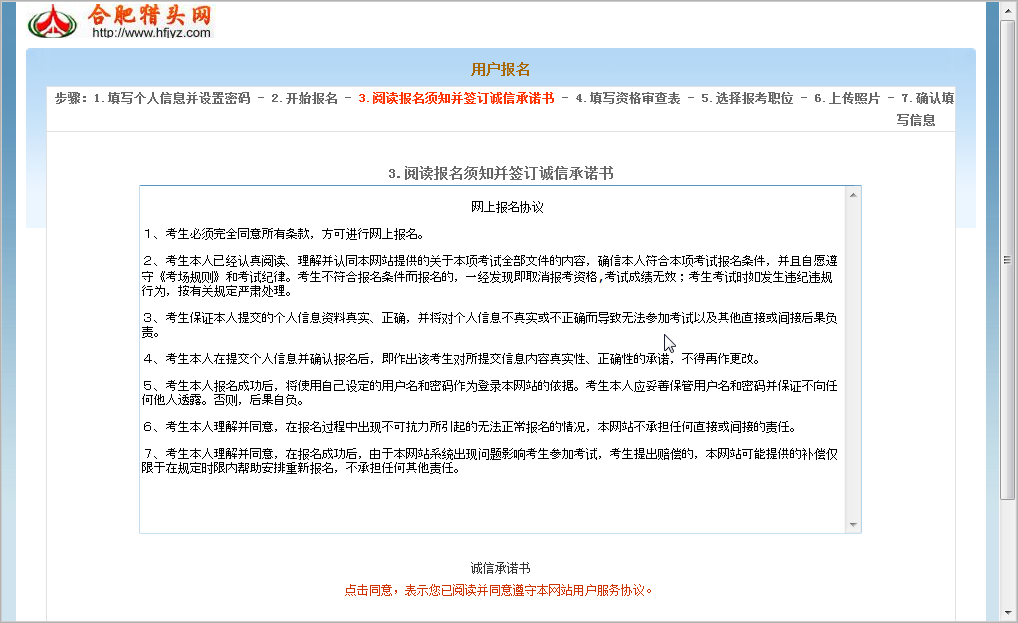 合肥猎头网
http://www.hfjyz.com
用户报名
步骤: 1.填写个人信息并设置密码 - 2.开始报名 - 3.阅读报名须知并签订诚信承诺书 - 4.填写资格审查表 - 5.选择报考职位 - 6.上传照片 - 7.确认填
写信息
3.阅读报名须知并签订诚信承诺书
网上报名协议
1、考生必须完全同意所有条款，方可进行网上报名。
2、考生本人已经认真阅读、理解并认同本网站提供的关于本项考试全部文件的内容，确信本人符合本项考试报名条件，并且自愿遵
守《考场规则》和考试纪律。考生不符合报名条件而报名的，一经发现即取消报考资格,考试成绩无效；考生考试时如发生违纪违规
行为，按有关规定严肃处理。
3、考生保证本人提交的个人信息资料真实、正确，并将对个人信息不真实或不正确而导致无法参加考试以及其他直接或间接后果负
责。
4、考生本人在提交个人信息并确认报名后，即作出该考生对所提交信息内容真实性、正确性的承诺，不得再作更改。
5、考生本人报名成功后，将使用自己设定的用户名和密码作为登录本网站的依据。考生本人应妥善保管用户名和密码并保证不向任
何他人透露。否则，后果自负。
6、考生本人理解并同意，在报名过程中出现不可抗力所引起的无法正常报名的情况，本网站不承担任何直接或间接的责任。
7、考生本人理解并同意，在报名成功后，由于本网站系统出现问题影响考生参加考试，考生提出赔偿的，本网站可能提供的补偿仅
限于在规定时限内帮助安排重新报名，不承担任何其他责任。
诚信承诺书
点击同意，表示您已阅读并同意遵守本网站用户服务协议。